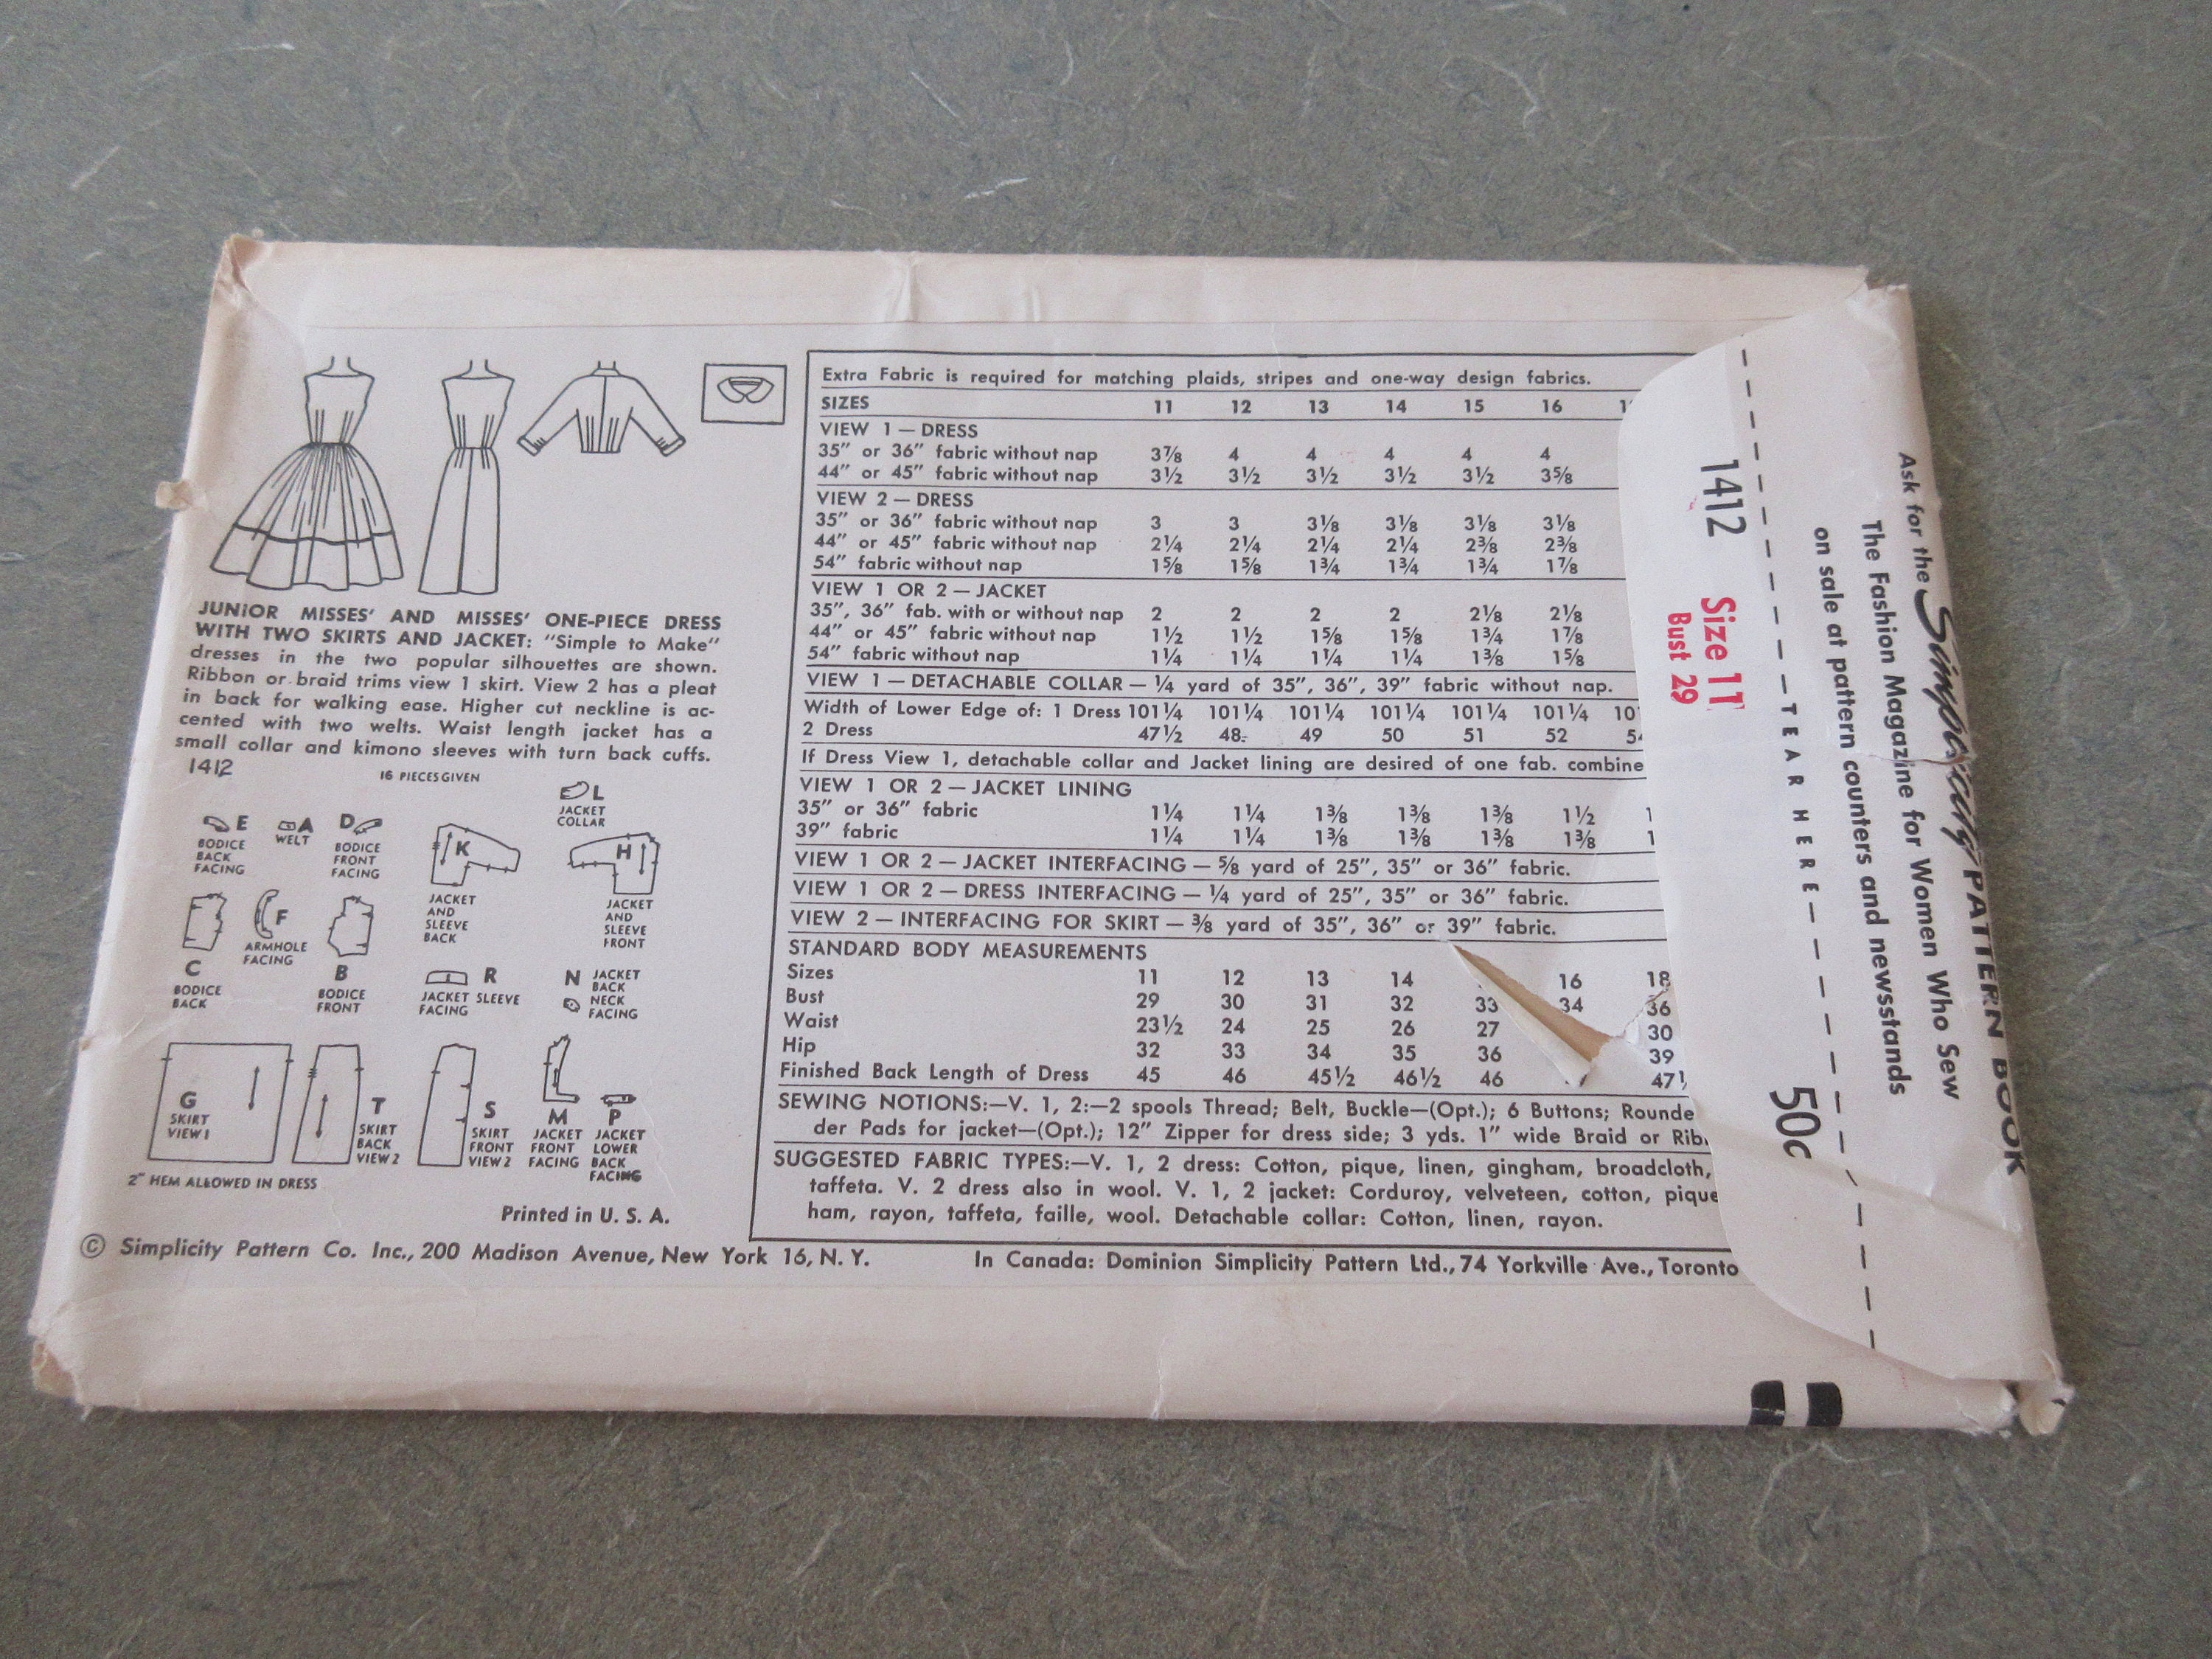 JUNIOR MISSES' AND MISSES' ONE-PIECE DRESS
WITH TWO SKIRTS AND JACKET: "Simple to Make"
dresses in the two popular silhouettes are shown.
Ribbon or braid trims view 1 skirt. View 2 has a pleat
in back for walking ease. Higher cut neckline is ac-
cented with two welts. Waist length jacket has a
small collar and kimono sleeves with turn back cuffs.
1412
16 PIECES GIVEN
E
BODICE
BACK
FACING
A
WELT
D
BODICE
FRONT
FACING
K
JACKET
AND
SLEEVE
BACK
L
JACKET
COLLAR
H
JACKET
AND
SLEEVE
FRONT
C
BODICE
BACK
F
ARMHOLE
FACING
B
BODICE
FRONT
R
JACKET SLEEVE
FACING
N JACKET
BACK
NECK
FACING
G
SKIRT
VIEW 1
T
SKIRT
BACK
VIEW 2
S
SKIRT
FRONT
VIEW 2
M
JACKET
FRONT
FACING
P
JACKET
LOWER
BACK
FACING
2" HEM ALLOWED IN DRESS
Printed in U. S. A.
Extra Fabric is required for matching plaids, stripes and one-way design fabrics.
SIZES 11 12 13 14 15 16
VIEW 1 — DRESS
35" or 36" fabric without nap 3⅞ 4 4 4 4 4
44" or 45" fabric without nap 3½ 3½ 3½ 3½ 3½ 3⅝
VIEW 2 — DRESS
35" or 36" fabric without nap 3 3 3⅛ 3⅛ 3⅛ 3⅛
44" or 45" fabric without nap 2¼ 2¼ 2¼ 2¼ 2⅜ 2⅜
54" fabric without nap 1⅝ 1⅝ 1¾ 1¾ 1¾ 1⅞
VIEW 1 OR 2 — JACKET
35", 36" fab. with or without nap 2 2 2 2 2⅛ 2⅛
44" or 45" fabric without nap 1½ 1½ 1⅝ 1⅝ 1¾ 1⅞
54" fabric without nap 1¼ 1¼ 1¼ 1¼ 1⅜ 1⅝
VIEW 1 — DETACHABLE COLLAR — ¼ yard of 35", 36", 39" fabric without nap.
Width of Lower Edge of: 1 Dress 101¼ 101¼ 101¼ 101¼ 101¼ 101¼ 10
2 Dress 47½ 48 49 50 51 52
If Dress View 1, detachable collar and Jacket lining are desired of one fab. combine
VIEW 1 OR 2 — JACKET LINING
35" or 36" fabric 1¼ 1¼ 1⅜ 1⅜ 1⅜ 1½ 1
39" fabric 1¼ 1¼ 1⅜ 1⅜ 1⅜ 1⅜ 1
VIEW 1 OR 2 — JACKET INTERFACING — ⅝ yard of 25", 35" or 36" fabric.
VIEW 1 OR 2 — DRESS INTERFACING — ¼ yard of 25", 35" or 36" fabric.
VIEW 2 — INTERFACING FOR SKIRT — ⅜ yard of 35", 36" or 39" fabric.
STANDARD BODY MEASUREMENTS
Sizes 11 12 13 14 16 18
Bust 29 30 31 32 33 34 36
Waist 23½ 24 25 26 27 30
Hip 32 33 34 35 36 39
Finished Back Length of Dress 45 46 45½ 46½ 46 47
SEWING NOTIONS:—V. 1, 2:—2 spools Thread; Belt, Buckle—(Opt.); 6 Buttons; Rounde
der Pads for jacket—(Opt.); 12" Zipper for dress side; 3 yds. 1" wide Braid or Rib
SUGGESTED FABRIC TYPES:—V. 1, 2 dress: Cotton, pique, linen, gingham, broadcloth,
taffeta. V. 2 dress also in wool. V. 1, 2 jacket: Corduroy, velveteen, cotton, pique
ham, rayon, taffeta, faille, wool. Detachable collar: Cotton, linen, rayon.
© Simplicity Pattern Co. Inc., 200 Madison Avenue, New York 16, N. Y.
In Canada: Dominion Simplicity Pattern Ltd., 74 Yorkville Ave., Toronto
Ask for the Simplicity PATTERN BOOK
The Fashion Magazine for Women Who Sew
on sale at pattern counters and newsstands
TEAR HERE
1412
Size 11
Bust 29
50c